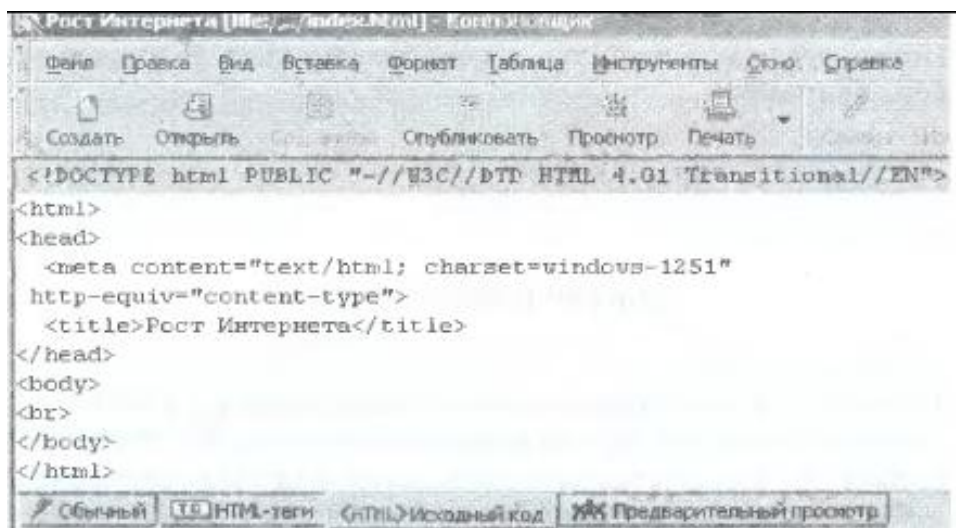 Рост Интернета [file:/.../index.html] - Композовщик
Файл Правка Вид Вставка Формат Таблица Инструменты Окно Справка
Создать Открыть Опубликовать Просмотр Печать
<!DOCTYPE html PUBLIC "-//W3C//DTD HTML 4.01 Transitional//EN">
<html>
<head>
<meta content="text/html; charset=windows-1251"
http-equiv="content-type">
<title>Рост Интернета</title>
</head>
<body>
<br>
</body>
</html>
Обычный HTML-теги <HTML>Исходный код Предварительный просмотр